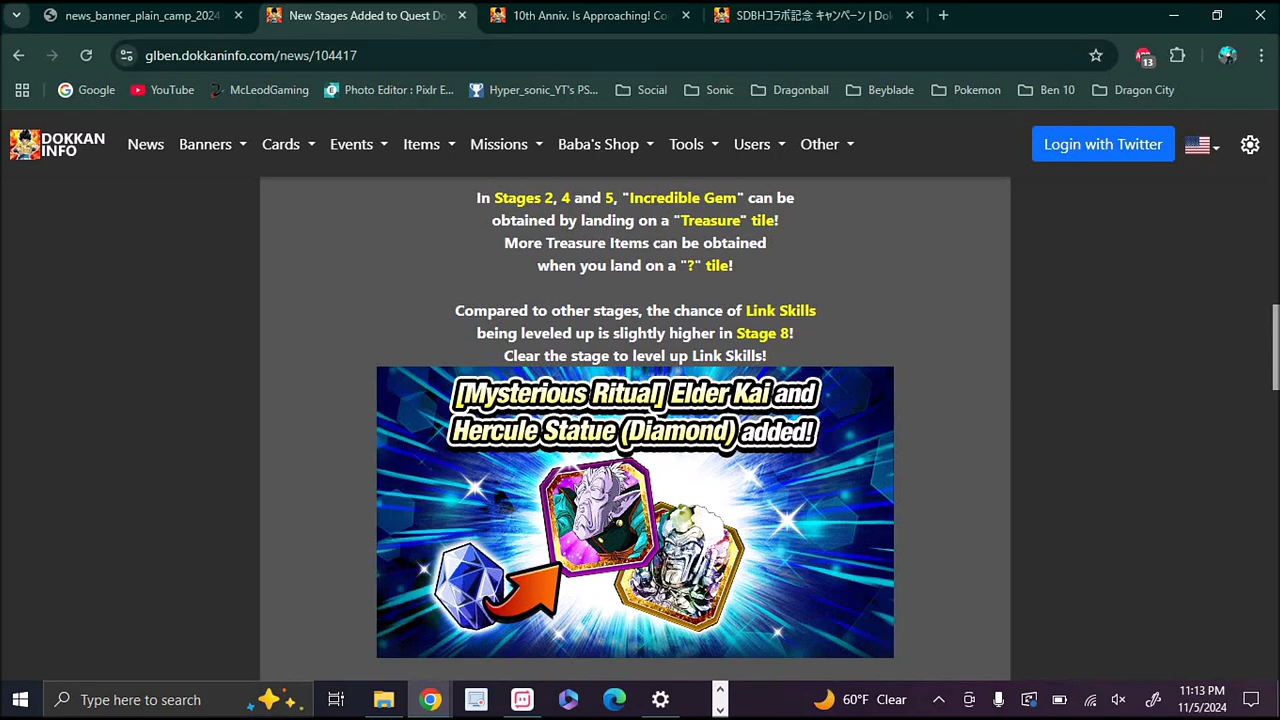 news_banner_plain_camp_2024
New Stages Added to Quest Do
10th Anniv. Is Approaching! Co
SDBHコラボ記念 キャンペーン | Dok
glben.dokkaninfo.com/news/104417
13
Google
YouTube
McLeodGaming
Photo Editor : Pixlr E...
Hyper_sonic_YT's PS...
Social
Sonic
Dragonball
Beyblade
Pokemon
Ben 10
Dragon City
DOKKAN
INFO
News
Banners
Cards
Events
Items
Missions
Baba's Shop
Tools
Users
Other
Login with Twitter
In Stages 2, 4 and 5, "Incredible Gem" can be
obtained by landing on a "Treasure" tile!
More Treasure Items can be obtained
when you land on a "?" tile!
Compared to other stages, the chance of Link Skills
being leveled up is slightly higher in Stage 8!
Clear the stage to level up Link Skills!
[Mysterious Ritual] Elder Kai and
Hercule Statue (Diamond) added!
Type here to search
60°F Clear
11:13 PM
11/5/2024